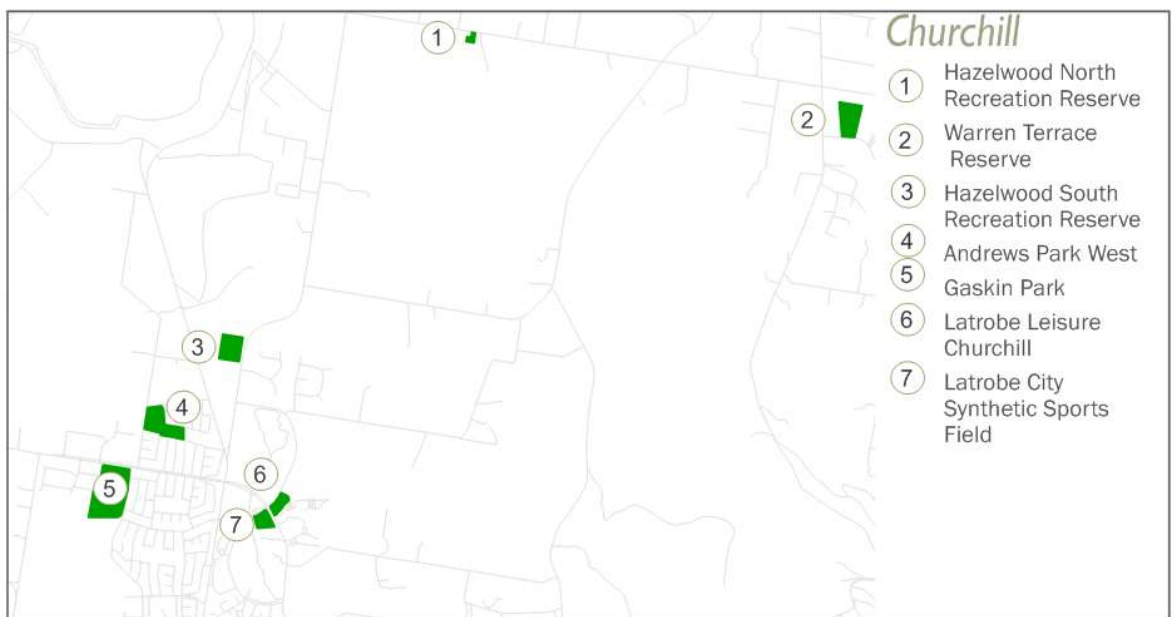 Churchill
1
Hazelwood North
Recreation Reserve
2
Warren Terrace
Reserve
3
Hazelwood South
Recreation Reserve
4
Andrews Park West
5
Gaskin Park
6
Latrobe Leisure
Churchill
7
Latrobe City
Synthetic Sports
Field
1
2
3
4
5
6
7